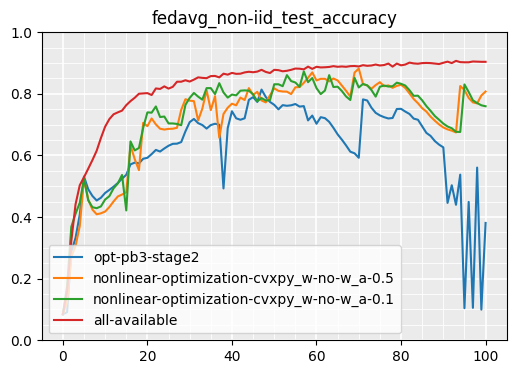 fedavg_non-iid_test_accuracy
1.0
0.8
0.6
0.4
0.2
0.0
opt-pb3-stage2
nonlinear-optimization-cvxpy_w-no-w_a-0.5
nonlinear-optimization-cvxpy_w-no-w_a-0.1
all-available
0 20 40 60 80 100